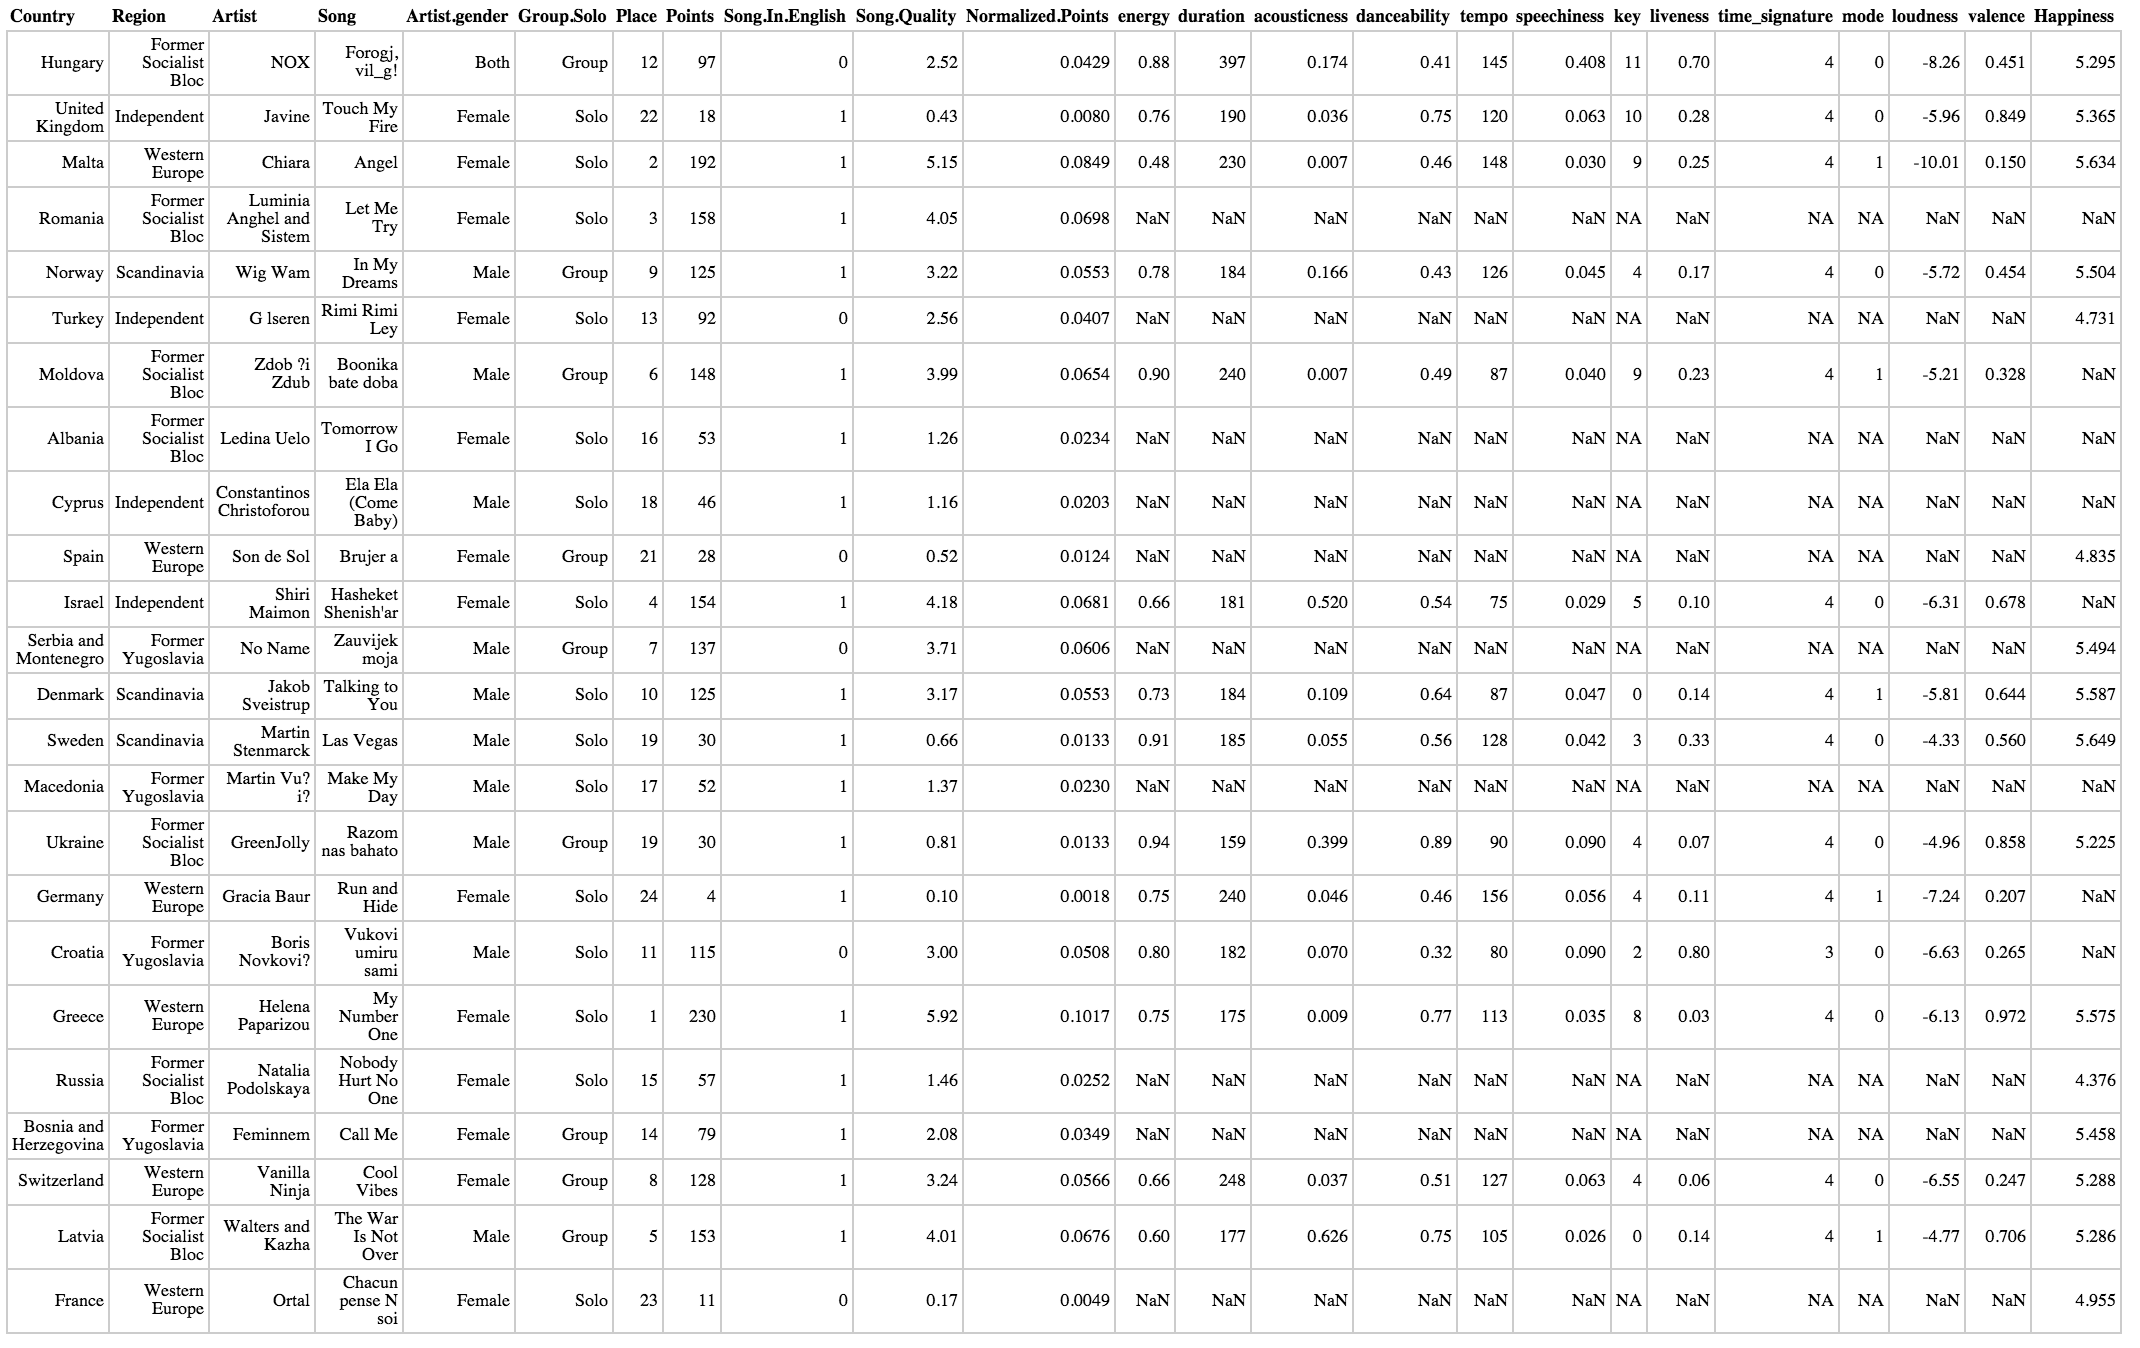 Country Region Artist Song Artist.gender Group.Solo Place Points Song.In.English Song.Quality Normalized.Points energy duration acousticness danceability tempo speechiness key liveness time_signature mode loudness valence Happiness
Hungary Former Socialist Bloc NOX Forogj, vil_g! Both Group 12 97 0 2.52 0.0429 0.88 397 0.174 0.41 145 0.408 11 0.70 4 0 -8.26 0.451 5.295
United Kingdom Independent Javine Touch My Fire Female Solo 22 18 1 0.43 0.0080 0.76 190 0.036 0.75 120 0.063 10 0.28 4 0 -5.96 0.849 5.365
Malta Western Europe Chiara Angel Female Solo 2 192 1 5.15 0.0849 0.48 230 0.007 0.46 148 0.030 9 0.25 4 1 -10.01 0.150 5.634
Romania Former Socialist Bloc Luminia Anghel and Sistem Let Me Try Female Solo 3 158 1 4.05 0.0698 NaN NaN NaN NaN NaN NaN NA NaN NA NA NaN NaN NaN
Norway Scandinavia Wig Wam In My Dreams Male Group 9 125 1 3.22 0.0553 0.78 184 0.166 0.43 126 0.045 4 0.17 4 0 -5.72 0.454 5.504
Turkey Independent G lseren Rimi Rimi Ley Female Solo 13 92 0 2.56 0.0407 NaN NaN NaN NaN NaN NaN NA NaN NA NA NaN NaN 4.731
Moldova Former Socialist Bloc Zdob ?i Zdub Boonika bate doba Male Group 6 148 1 3.99 0.0654 0.90 240 0.007 0.49 87 0.040 9 0.23 4 1 -5.21 0.328 NaN
Albania Former Socialist Bloc Ledina Uelo Tomorrow I Go Female Solo 16 53 1 1.26 0.0234 NaN NaN NaN NaN NaN NaN NA NaN NA NA NaN NaN NaN
Cyprus Independent Constantinos Christoforou Ela Ela (Come Baby) Male Solo 18 46 1 1.16 0.0203 NaN NaN NaN NaN NaN NaN NA NaN NA NA NaN NaN NaN
Spain Western Europe Son de Sol Brujer a Female Group 21 28 0 0.52 0.0124 NaN NaN NaN NaN NaN NaN NA NaN NA NA NaN NaN 4.835
Israel Independent Shiri Maimon Hasheket Shenish'ar Female Solo 4 154 1 4.18 0.0681 0.66 181 0.520 0.54 75 0.029 5 0.10 4 0 -6.31 0.678 NaN
Serbia and Montenegro Former Yugoslavia No Name Zauvijek moja Male Group 7 137 0 3.71 0.0606 NaN NaN NaN NaN NaN NaN NA NaN NA NA NaN NaN 5.494
Denmark Scandinavia Jakob Sveistrup Talking to You Male Solo 10 125 1 3.17 0.0553 0.73 184 0.109 0.64 87 0.047 0 0.14 4 1 -5.81 0.644 5.587
Sweden Scandinavia Martin Stenmarck Las Vegas Male Solo 19 30 1 0.66 0.0133 0.91 185 0.055 0.56 128 0.042 3 0.33 4 0 -4.33 0.560 5.649
Macedonia Former Yugoslavia Martin Vu? i? Make My Day Male Solo 17 52 1 1.37 0.0230 NaN NaN NaN NaN NaN NaN NA NaN NA NA NaN NaN NaN
Ukraine Former Socialist Bloc GreenJolly Razom nas bahato Male Group 19 30 1 0.81 0.0133 0.94 159 0.399 0.89 90 0.090 4 0.07 4 0 -4.96 0.858 5.225
Germany Western Europe Gracia Baur Run and Hide Female Solo 24 4 1 0.10 0.0018 0.75 240 0.046 0.46 156 0.056 4 0.11 4 1 -7.24 0.207 NaN
Croatia Former Yugoslavia Boris Novkovi? Vukovi umiru sami Male Solo 11 115 0 3.00 0.0508 0.80 182 0.070 0.32 80 0.090 2 0.80 3 0 -6.63 0.265 NaN
Greece Western Europe Helena Paparizou My Number One Female Solo 1 230 1 5.92 0.1017 0.75 175 0.009 0.77 113 0.035 8 0.03 4 0 -6.13 0.972 5.575
Russia Former Socialist Bloc Natalia Podolskaya Nobody Hurt No One Female Solo 15 57 1 1.46 0.0252 NaN NaN NaN NaN NaN NaN NA NaN NA NA NaN NaN 4.376
Bosnia and Herzegovina Former Yugoslavia Feminnem Call Me Female Group 14 79 1 2.08 0.0349 NaN NaN NaN NaN NaN NaN NA NaN NA NA NaN NaN 5.458
Switzerland Western Europe Vanilla Ninja Cool Vibes Female Group 8 128 1 3.24 0.0566 0.66 248 0.037 0.51 127 0.063 4 0.06 4 0 -6.55 0.247 5.288
Latvia Former Socialist Bloc Walters and Kazha The War Is Not Over Male Group 5 153 1 4.01 0.0676 0.60 177 0.626 0.75 105 0.026 0 0.14 4 1 -4.77 0.706 5.286
France Western Europe Ortal Chacun pense N soi Female Solo 23 11 0 0.17 0.0049 NaN NaN NaN NaN NaN NaN NA NaN NA NA NaN NaN 4.955